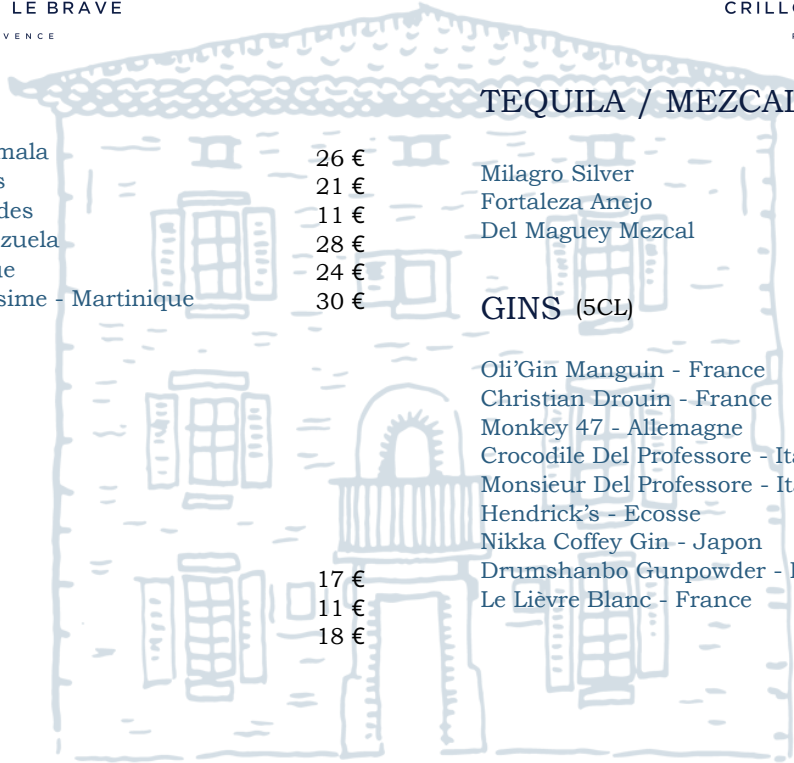 LE BRAVE
VENCE
mala 26 €
s 21 €
des 11 €
zuela 28 €
ue 24 €
sime - Martinique 30 €
17 €
11 €
18 €
CRILLO
TEQUILA / MEZCAL
Milagro Silver
Fortaleza Anejo
Del Maguey Mezcal
GINS (5CL)
Oli’Gin Manguin - France
Christian Drouin - France
Monkey 47 - Allemagne
Crocodile Del Professore - Ita
Monsieur Del Professore - Ita
Hendrick’s - Ecosse
Nikka Coffey Gin - Japon
Drumshanbo Gunpowder -
Le Lièvre Blanc - France